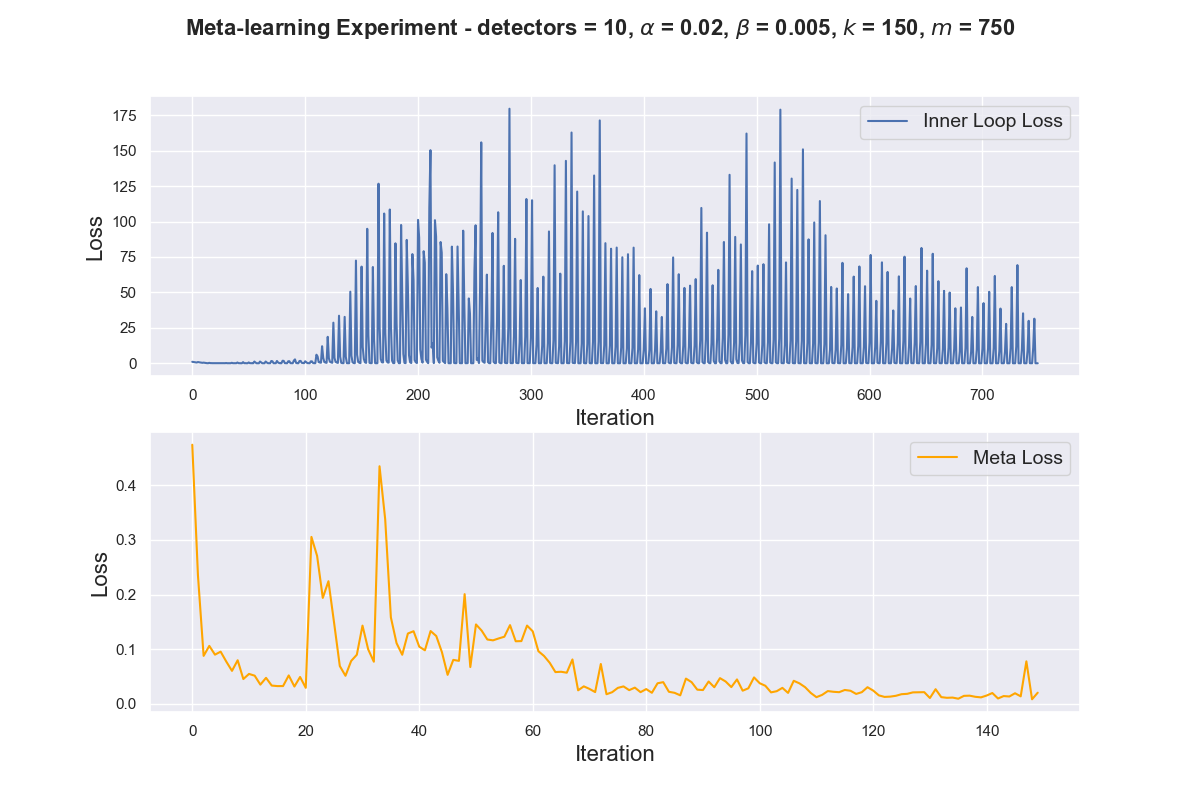 Meta-learning Experiment - detectors = 10, α = 0.02, β = 0.005, k = 150, m = 750
Inner Loop Loss
Loss
175
150
125
100
75
50
25
0
0 100 200 300 400 500 600 700
Iteration
Meta Loss
Loss
0.4
0.3
0.2
0.1
0.0
0 20 40 60 80 100 120 140
Iteration